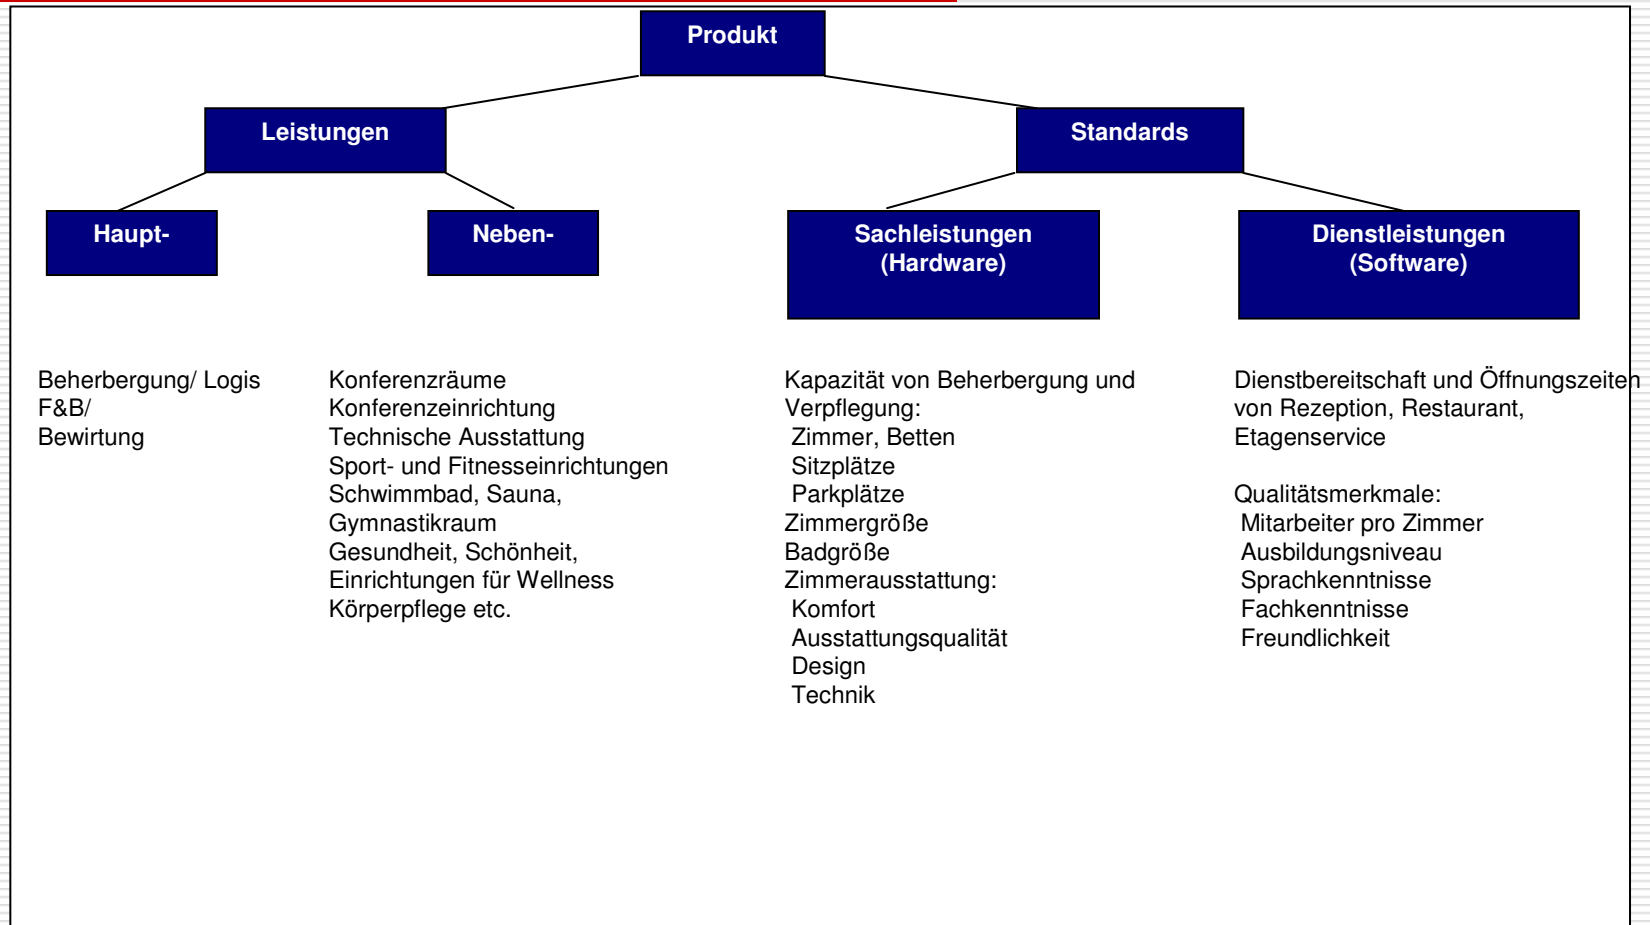 Produkt
Leistungen
Standards
Haupt-
Neben-
Sachleistungen
(Hardware)
Dienstleistungen
(Software)
Beherbergung/ Logis
F&B/
Bewirtung
Konferenzräume
Konferenzeinrichtung
Technische Ausstattung
Sport- und Fitnesseinrichtungen
Schwimmbad, Sauna,
Gymnastikraum
Gesundheit, Schönheit,
Einrichtungen für Wellness
Körperpflege etc.
Kapazität von Beherbergung und
Verpflegung:
Zimmer, Betten
Sitzplätze
Parkplätze
Zimmergröße
Badgröße
Zimmerausstattung:
Komfort
Ausstattungsqualität
Design
Technik
Dienstbereitschaft und Öffnungszeiten
von Rezeption, Restaurant,
Etagenservice
Qualitätsmerkmale:
Mitarbeiter pro Zimmer
Ausbildungsniveau
Sprachkenntnisse
Fachkenntnisse
Freundlichkeit